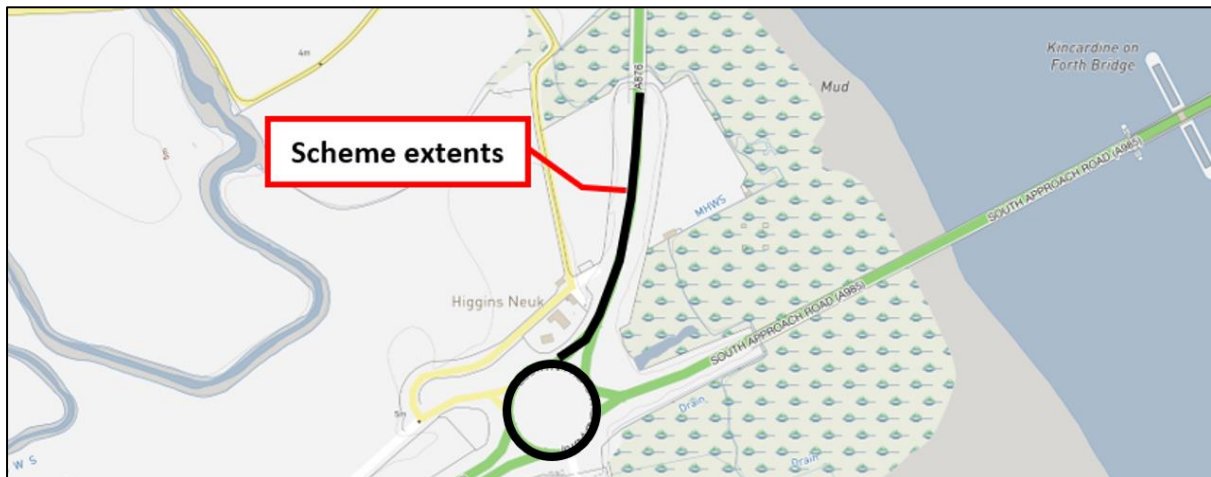 4m
Kincardine on
Forth Bridge
A876
Mud
Scheme extents
5m
SOUTH APPROACH ROAD (A985)
MHWS
Higgins Neuk
SOUTH APPROACH ROAD (A985)
5m
Drain
W S
Drain